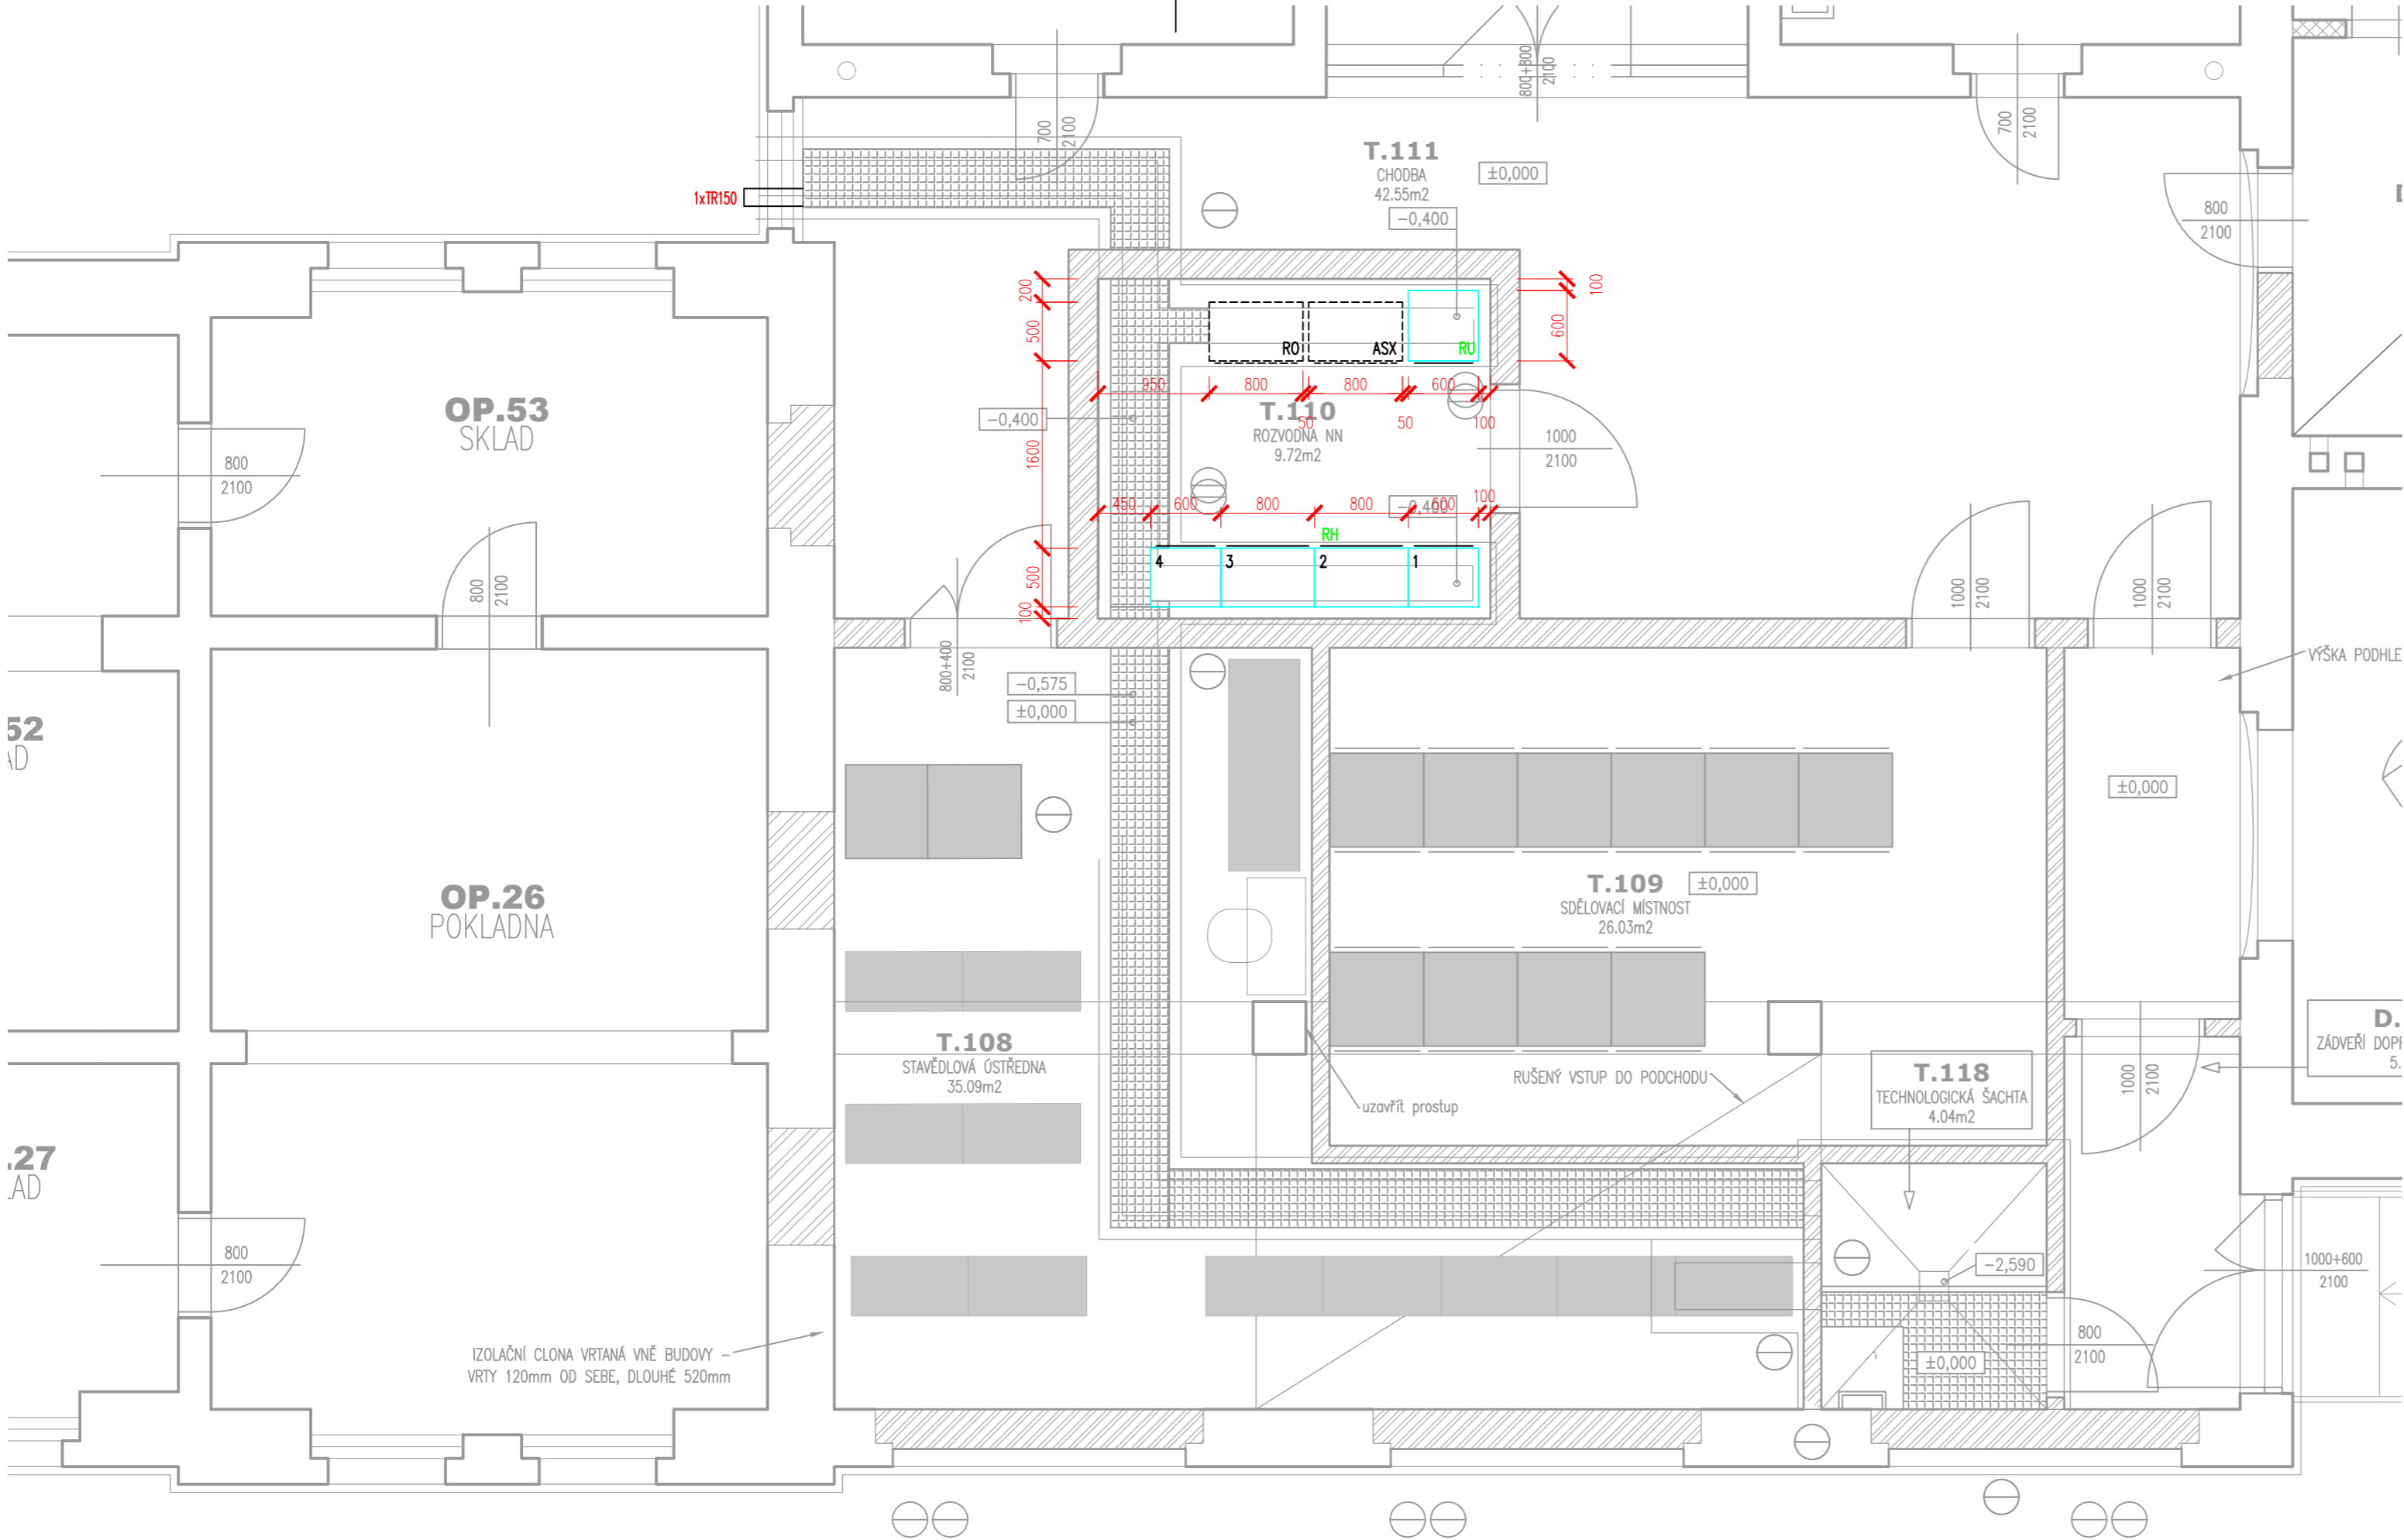 800+800
2100
700
2100
700
2100
T.111
CHODBA
42.55m2
±0,000
-0,400
1xTR150
800
2100
200
500
1600
500
100
100
600
RO
ASX
RU
950
800
800
600
50
50
100
T.110
ROZVODNA NN
9.72m2
-0,400
1000
2100
OP.53
SKLAD
800
2100
800
2100
450
600
800
800
600
100
-0,400
RH
4
3
2
1
1000
2100
1000
2100
800+400
2100
-0,575
±0,000
VÝŠKA PODHLE
52
AD
±0,000
OP.26
POKLADNA
T.109
±0,000
SDĚLOVACÍ MÍSTNOST
26.03m2
T.108
STAVĚDLOVÁ ÚSTŘEDNA
35.09m2
D.
ZÁDVEŘÍ DOPR
5.
RUŠENÝ VSTUP DO PODCHODU
T.118
TECHNOLOGICKÁ ŠACHTA
4.04m2
1000
2100
uzavřít prostup
.27
LAD
800
2100
-2,590
1000+600
2100
IZOLAČNÍ CLONA VRTANÁ VNĚ BUDOVY -
VRTY 120mm OD SEBE, DLOUHÉ 520mm
±0,000
800
2100